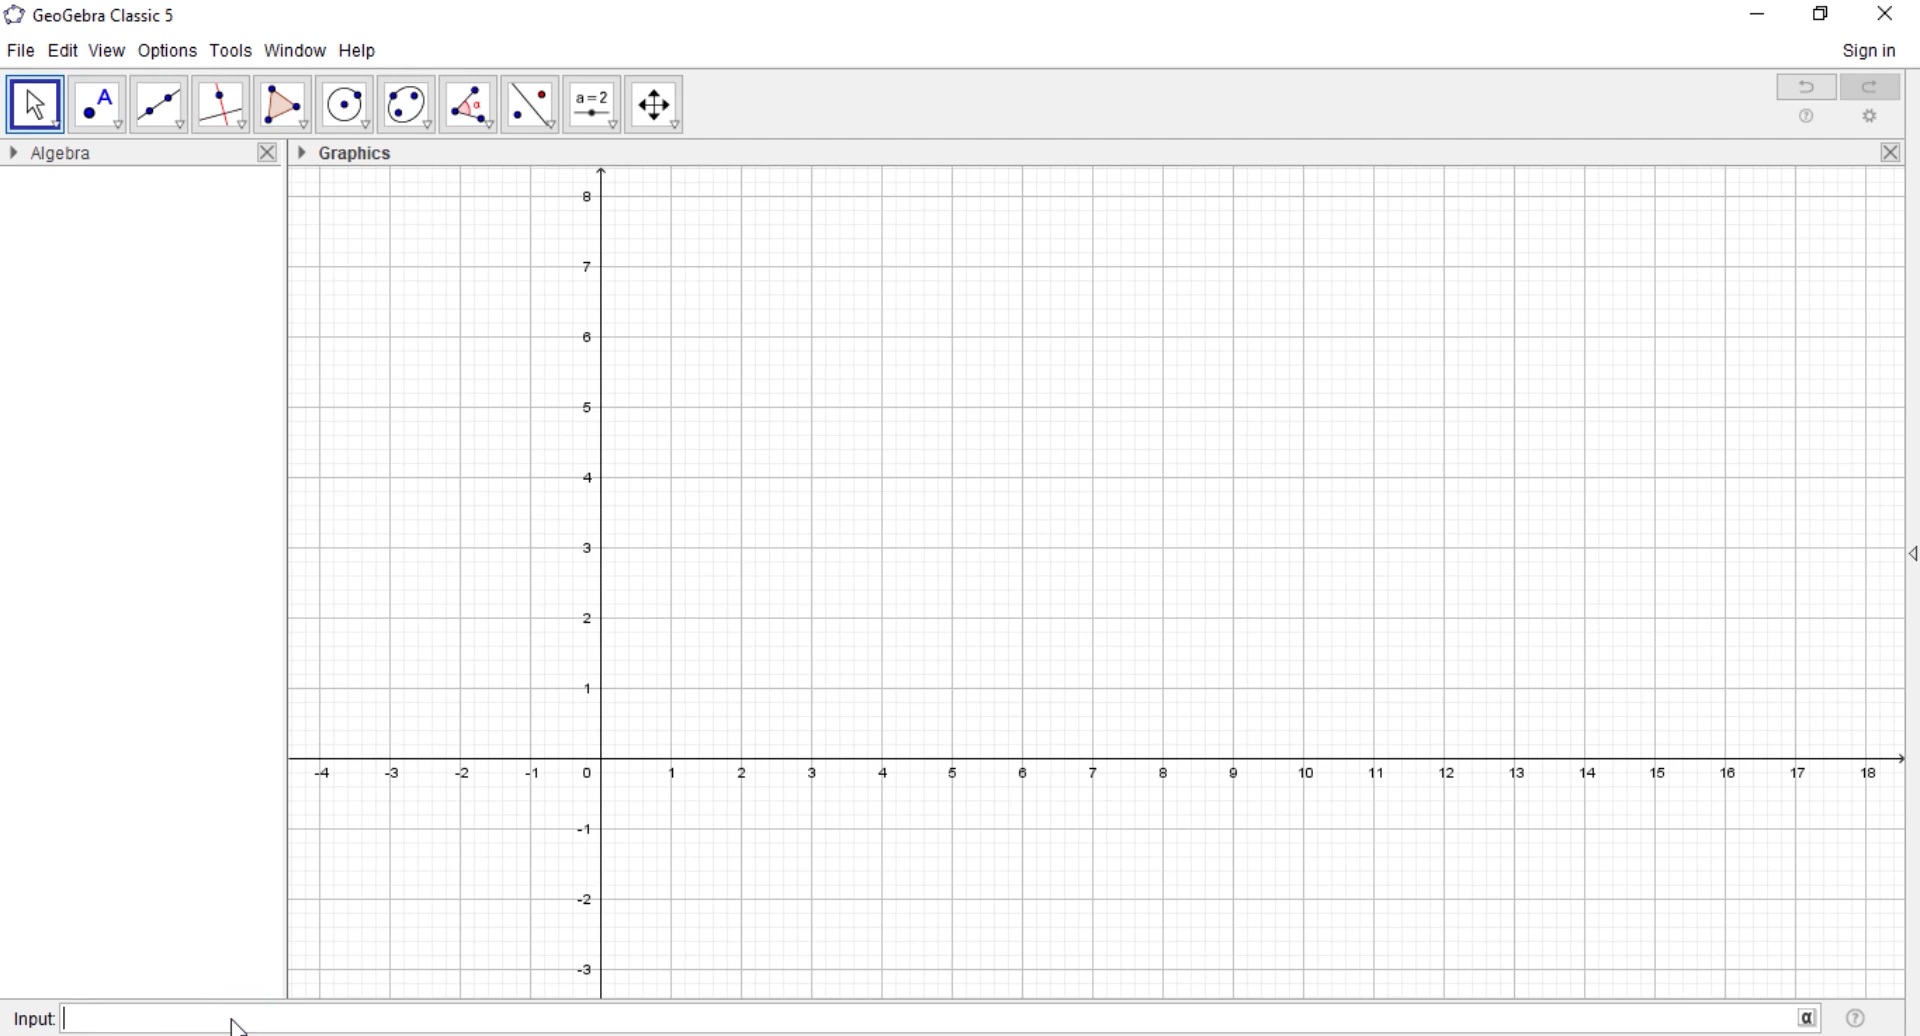 GeoGebra Classic 5
File Edit View Options Tools Window Help Sign in
A α a=2
Algebra Graphics
8
7
6
5
4
3
2
1
-4 -3 -2 -1 0 1 2 3 4 5 6 7 8 9 10 11 12 13 14 15 16 17 18
-1
-2
-3
Input: α